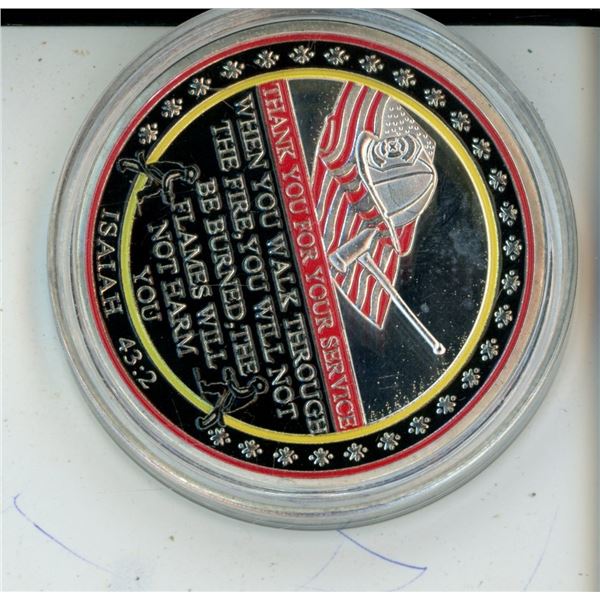 THANK YOU FOR YOUR SERVICE
WHEN YOU WALK THROUGH
THE FIRE, YOU WILL NOT
BE BURNED; THE
FLAMES WILL
NOT HARM
YOU
ISAIAH 43:2